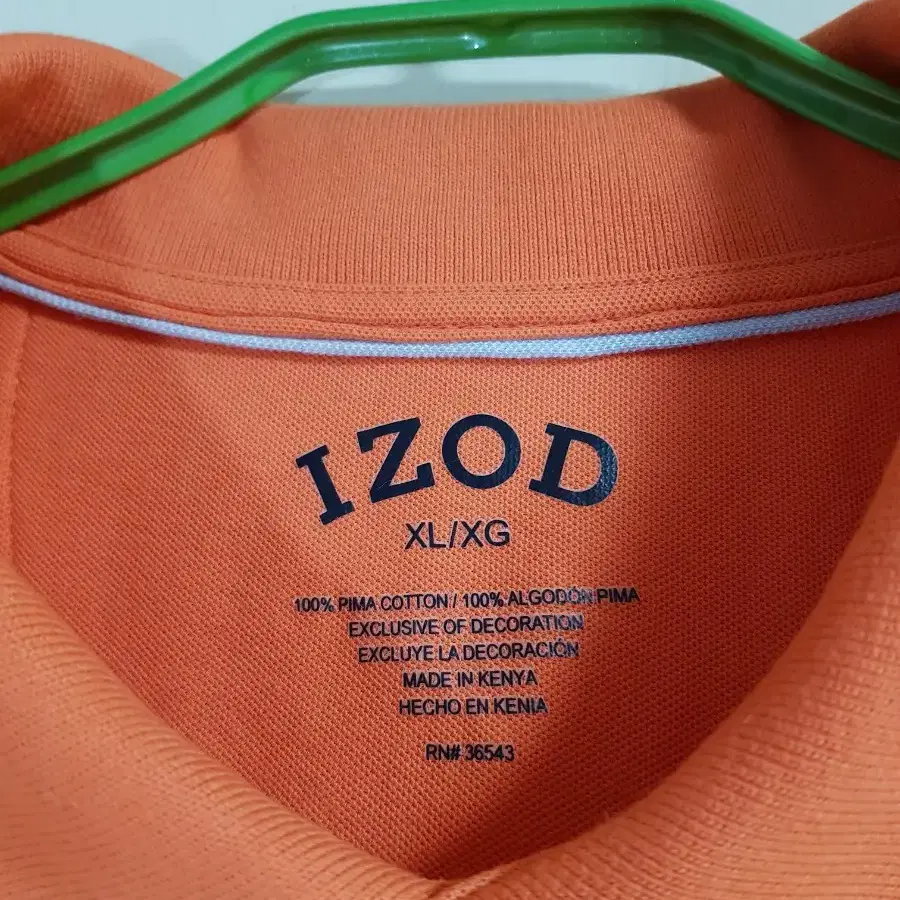 IZOD
XL/XG
100% PIMA COTTON / 100% ALGODÓN PIMA
EXCLUSIVE OF DECORATION
EXCLUYE LA DECORACIÓN
MADE IN KENYA
HECHO EN KENIA
RN# 36543